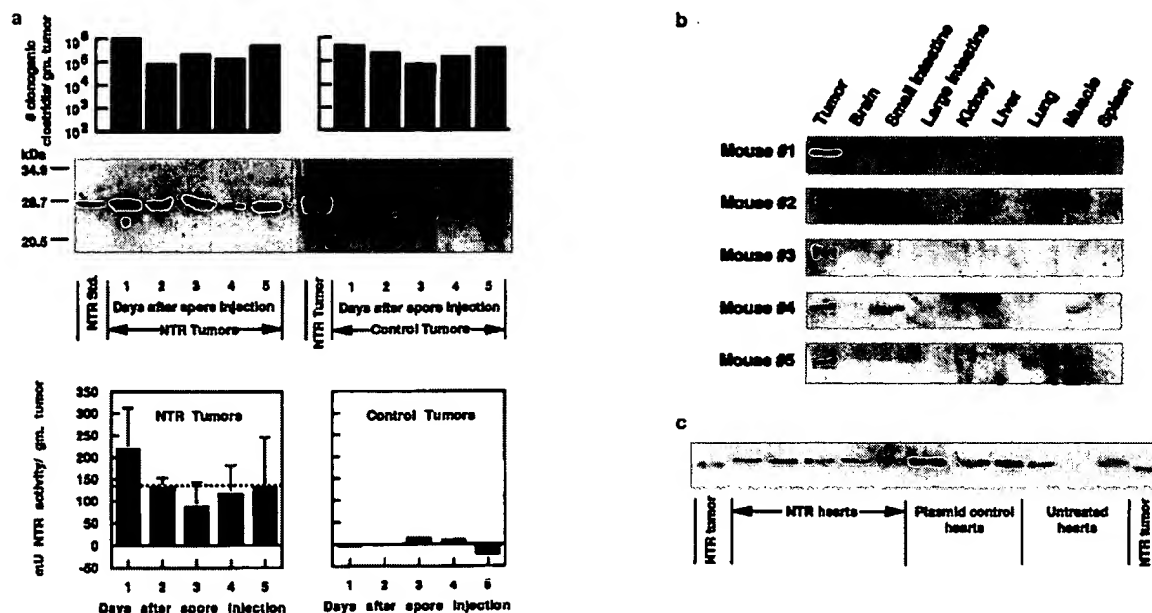 a
# clonogenic
clostridia/ gm. tumor
10⁸
10⁶
10⁴
10³
10²
kDa
34.9
28.7
20.5
NTR Std.
1 2 3 4 5
Days after spore injection
NTR Tumors
NTR Tumor
1 2 3 4 5
Days after spore injection
Control Tumors
mU NTR activity/ gm. tumor
350
300
250
200
150
100
50
0
-50
NTR Tumors
1 2 3 4 5
Days after spore injection
Control Tumors
1 2 3 4 5
Days after spore injection
b
Tumor
Brain
Small intestine
Large intestine
Kidney
Liver
Lung
Muscle
Spleen
Mouse #1
Mouse #2
Mouse #3
Mouse #4
Mouse #5
c
NTR tumor
NTR hearts
Plasmid control
hearts
Untreated
hearts
NTR tumor